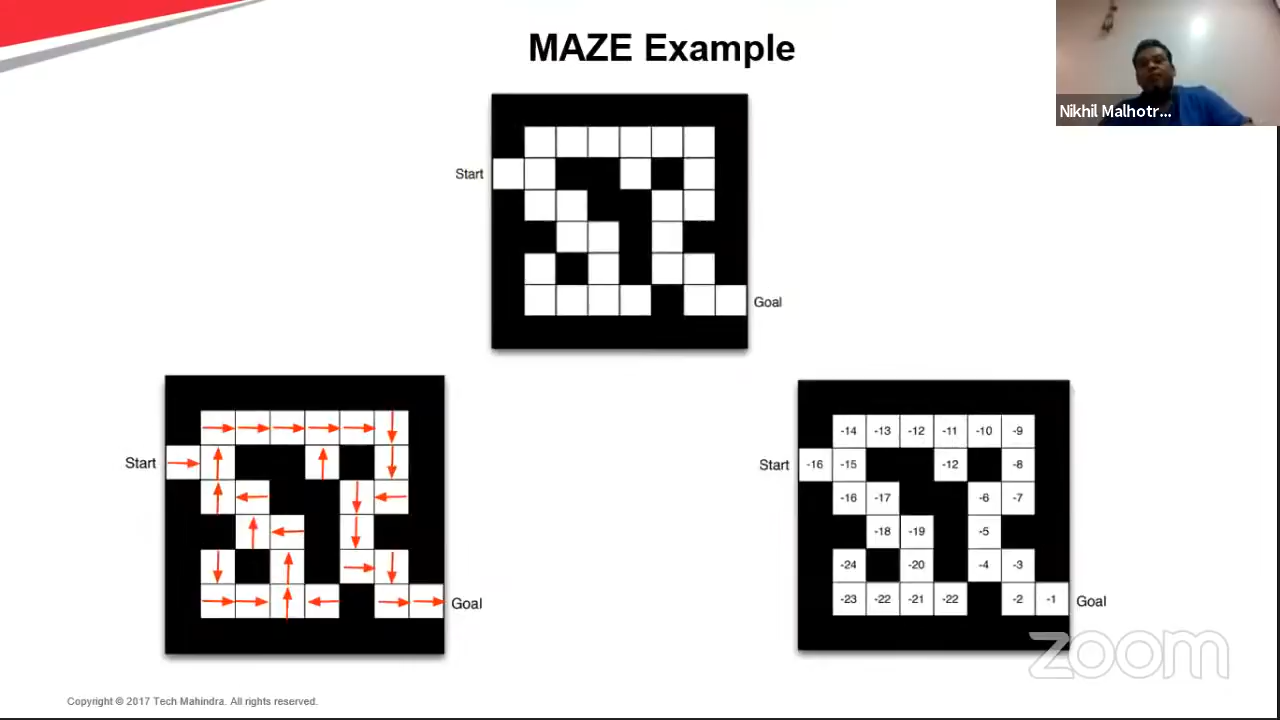 MAZE Example
Nikhil Malhotr...
Start
Goal
Start
Goal
-14 -13 -12 -11 -10 -9
Start -16 -15 -12 -8
-16 -17 -6 -7
-18 -19 -5
-24 -20 -4 -3
-23 -22 -21 -22 -2 -1 Goal
zoom
Copyright © 2017 Tech Mahindra. All rights reserved.